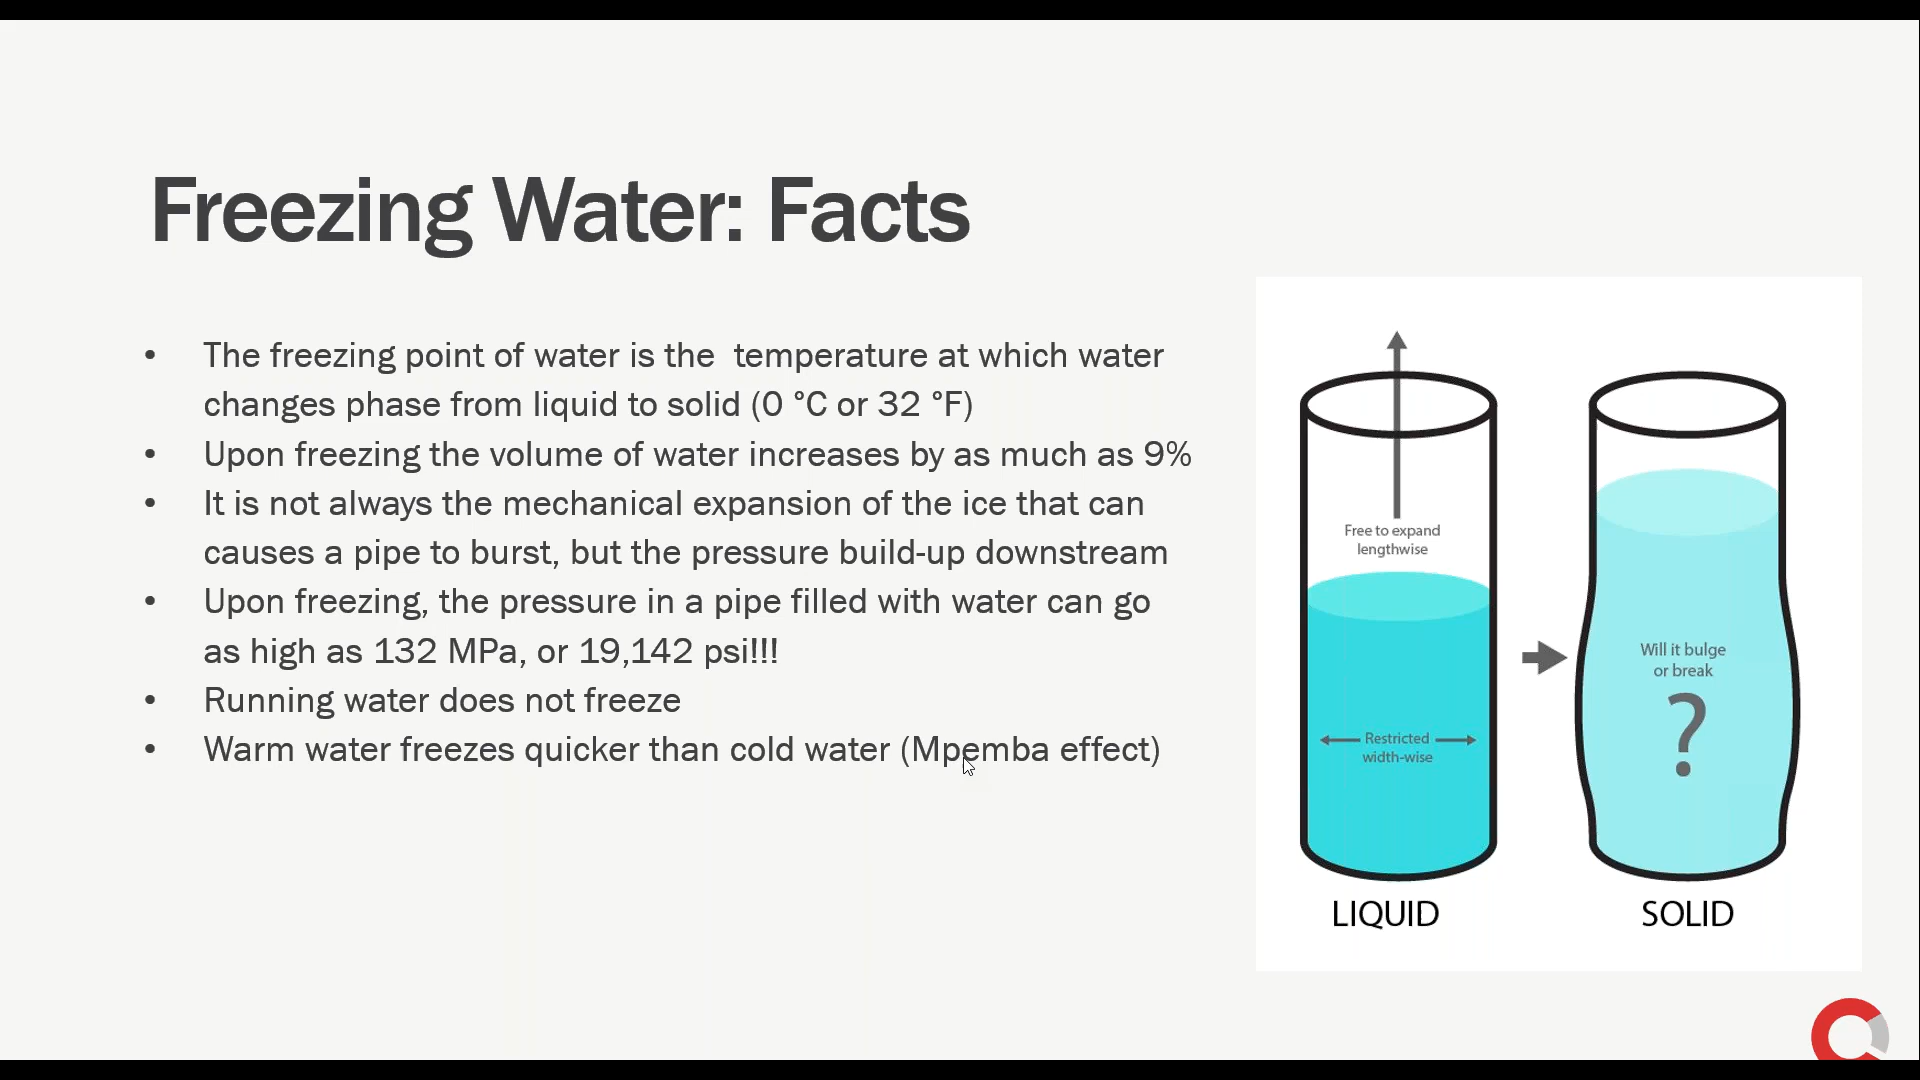 Freezing Water: Facts
• The freezing point of water is the  temperature at which water
changes phase from liquid to solid (0 °C or 32 °F)
• Upon freezing the volume of water increases by as much as 9%
• It is not always the mechanical expansion of the ice that can
causes a pipe to burst, but the pressure build-up downstream
• Upon freezing, the pressure in a pipe filled with water can go
as high as 132 MPa, or 19,142 psi!!!
• Running water does not freeze
• Warm water freezes quicker than cold water (Mpemba effect)
Free to expand
lengthwise
Restricted
width-wise
LIQUID
Will it bulge
or break
?
SOLID